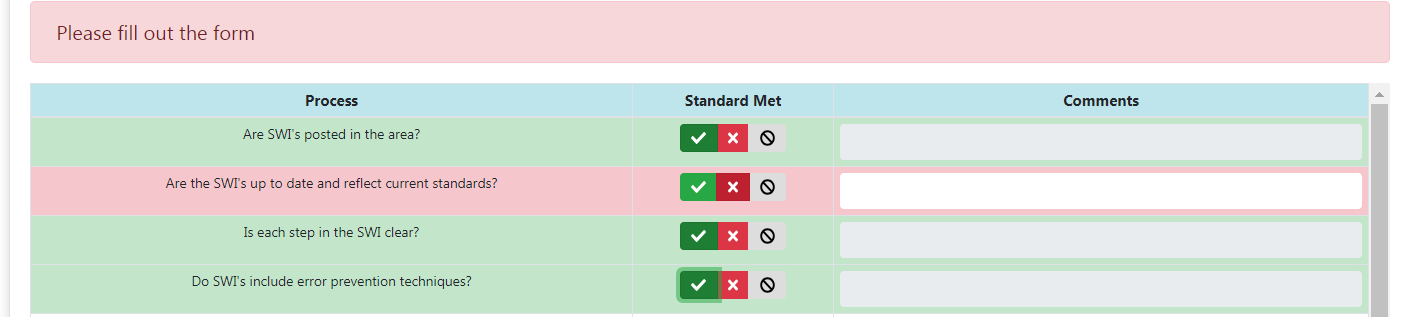 Please fill out the form
Process Standard Met Comments
Are SWI's posted in the area?
Are the SWI's up to date and reflect current standards?
Is each step in the SWI clear?
Do SWI's include error prevention techniques?